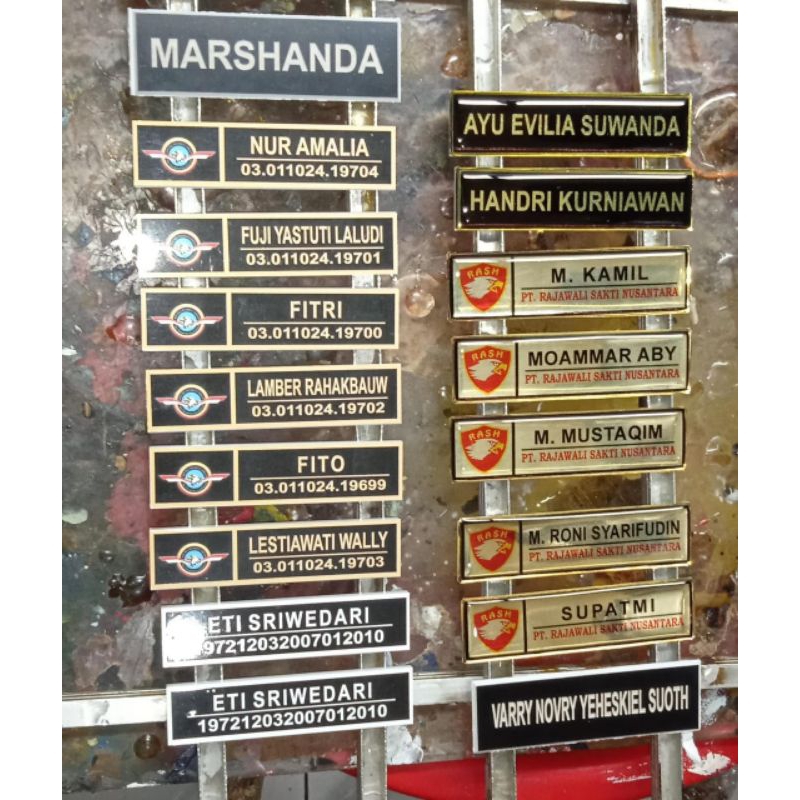 MARSHANDA
NUR AMALIA
03.011024.19704
FUJI YASTUTI LALUDI
03.011024.19701
FITRI
03.011024.19700
LAMBER RAHAKBAUW
03.011024.19702
FITO
03.011024.19699
LESTIAWATI WALLY
03.011024.19703
ETI SRIWEDARI
197212032007012010
ETI SRIWEDARI
197212032007012010
AYU EVILIA SUWANDA
HANDRI KURNIAWAN
RASH
M. KAMIL
PT. RAJAWALI SAKTI NUSANTARA
RASH
MOAMMAR ABY
PT. RAJAWALI SAKTI NUSANTARA
RASH
M. MUSTAQIM
PT. RAJAWALI SAKTI NUSANTARA
RASH
M. RONI SYARIFUDIN
PT. RAJAWALI SAKTI NUSANTARA
RASH
SUPATMI
PT. RAJAWALI SAKTI NUSANTARA
VARRY NOVRY YEHESKIEL SUOTH